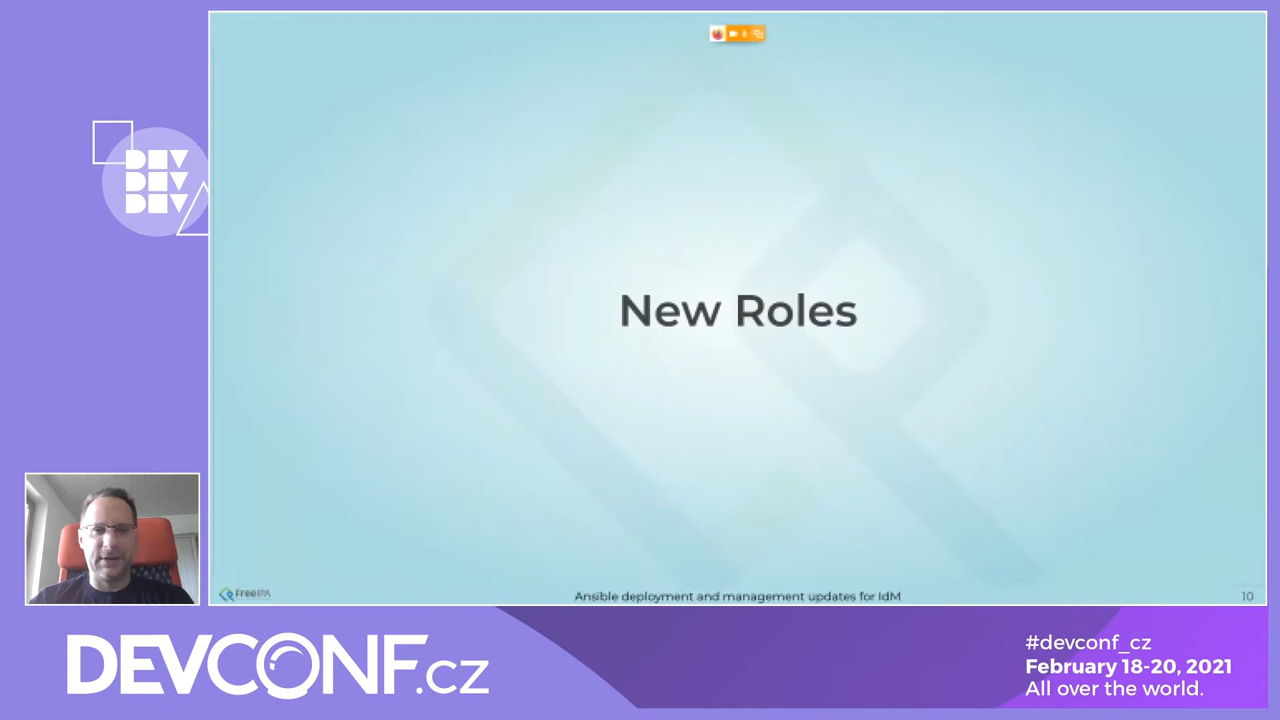 DEV
DEV
DEV
New Roles
FreeIPA
Ansible deployment and management updates for IdM
10
DEVCONF.cz
#devconf_cz
February 18-20, 2021
All over the world.